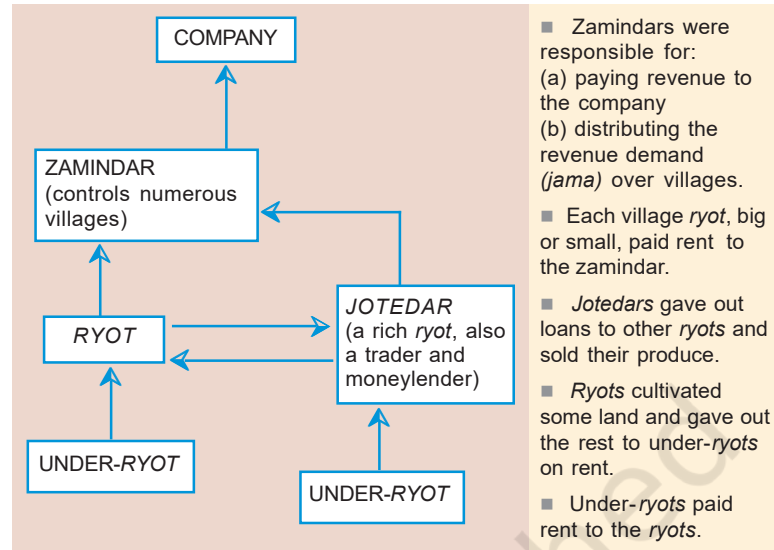 COMPANY
ZAMINDAR
(controls numerous
villages)
RYOT
JOTEDAR
(a rich ryot, also
a trader and
moneylender)
UNDER-RYOT
UNDER-RYOT
■ Zamindars were
responsible for:
(a) paying revenue to
the company
(b) distributing the
revenue demand
(jama) over villages.
■ Each village ryot, big
or small, paid rent to
the zamindar.
■ Jotedars gave out
loans to other ryots and
sold their produce.
■ Ryots cultivated
some land and gave out
the rest to under-ryots
on rent.
■ Under-ryots paid
rent to the ryots.